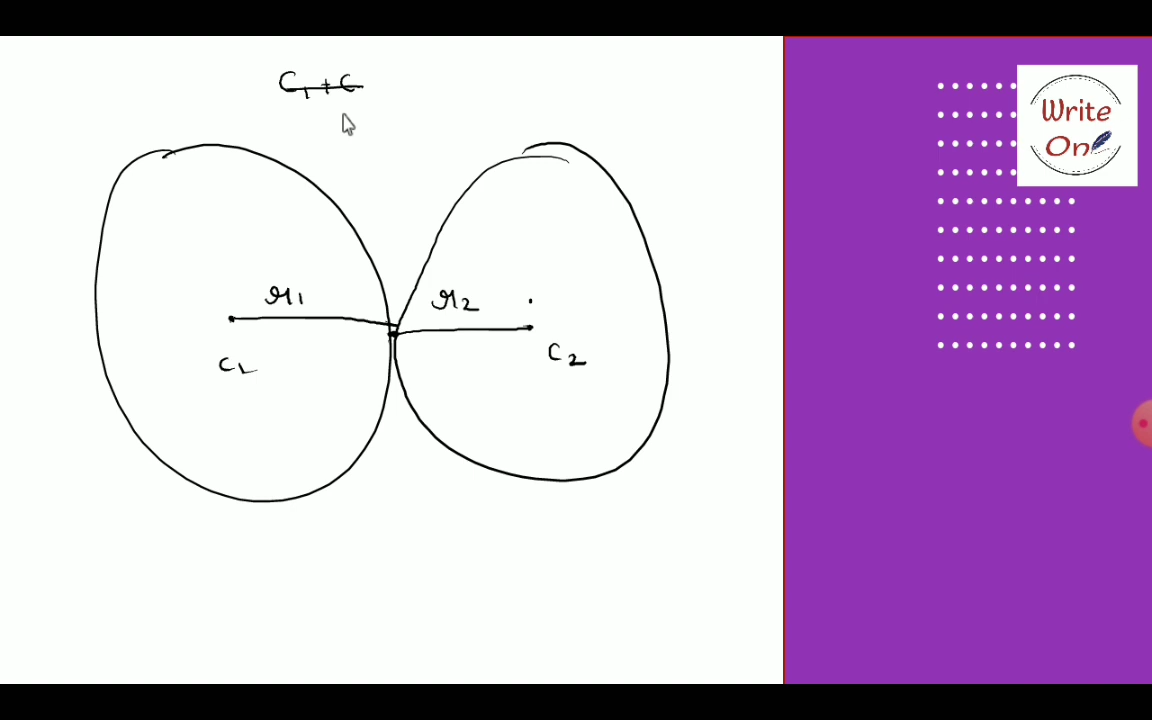 C₁ + C
r₁
r₂
C₁
C₂
Write
On